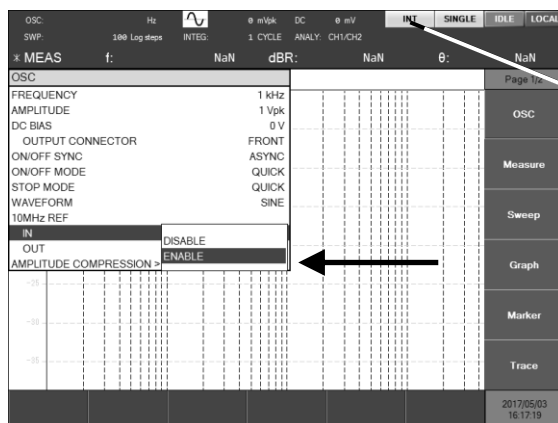 OSC: Hz 0 mVpk DC 0 mV INT SINGLE IDLE LOCAL
SWP: 100 Log steps INTEG: 1 CYCLE ANALY: CH1/CH2
* MEAS f: NaN dBR: NaN θ: NaN
OSC
Page 1/2
FREQUENCY 1 kHz
AMPLITUDE 1 Vpk
DC BIAS 0 V
OUTPUT CONNECTOR FRONT
ON/OFF SYNC ASYNC
ON/OFF MODE QUICK
STOP MODE QUICK
WAVEFORM SINE
10MHz REF
IN
DISABLE
OUT
ENABLE
AMPLITUDE COMPRESSION >
-25
-30
-35
OSC
Measure
Sweep
Graph
Marker
Trace
2017/05/03
16:17:19